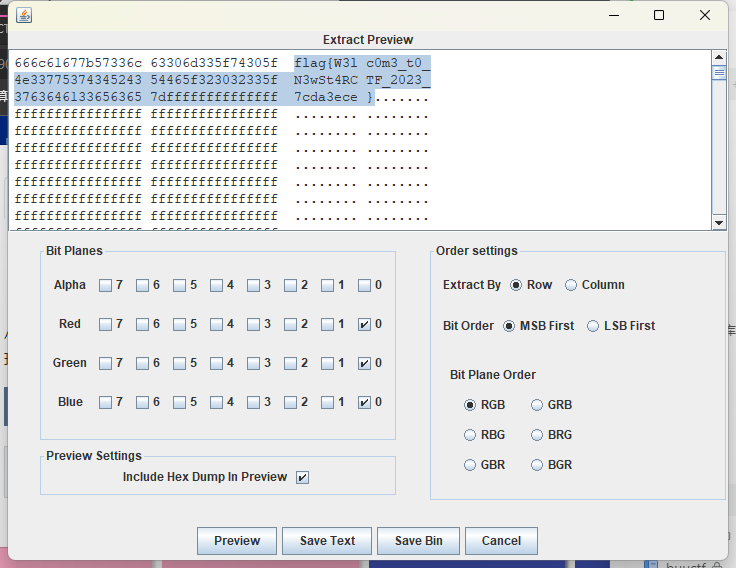 Extract Preview
666c61677b57336c 63306d335f74305f flag{W3l c0m3_t0_
4e33775374345243 54465f323032335f N3wSt4RC TF_2023_
3763646133656365 7dffffffffffffff 7cda3ece }.......
ffffffffffffffff ffffffffffffffff ........ ........
ffffffffffffffff ffffffffffffffff ........ ........
ffffffffffffffff ffffffffffffffff ........ ........
ffffffffffffffff ffffffffffffffff ........ ........
ffffffffffffffff ffffffffffffffff ........ ........
ffffffffffffffff ffffffffffffffff ........ ........
ffffffffffffffff ffffffffffffffff ........ ........
Bit Planes
Alpha 7 6 5 4 3 2 1 0
Red 7 6 5 4 3 2 1 0
Green 7 6 5 4 3 2 1 0
Blue 7 6 5 4 3 2 1 0
Preview Settings
Include Hex Dump In Preview
Order settings
Extract By Row Column
Bit Order MSB First LSB First
Bit Plane Order
RGB GRB
RBG BRG
GBR BGR
Preview Save Text Save Bin Cancel